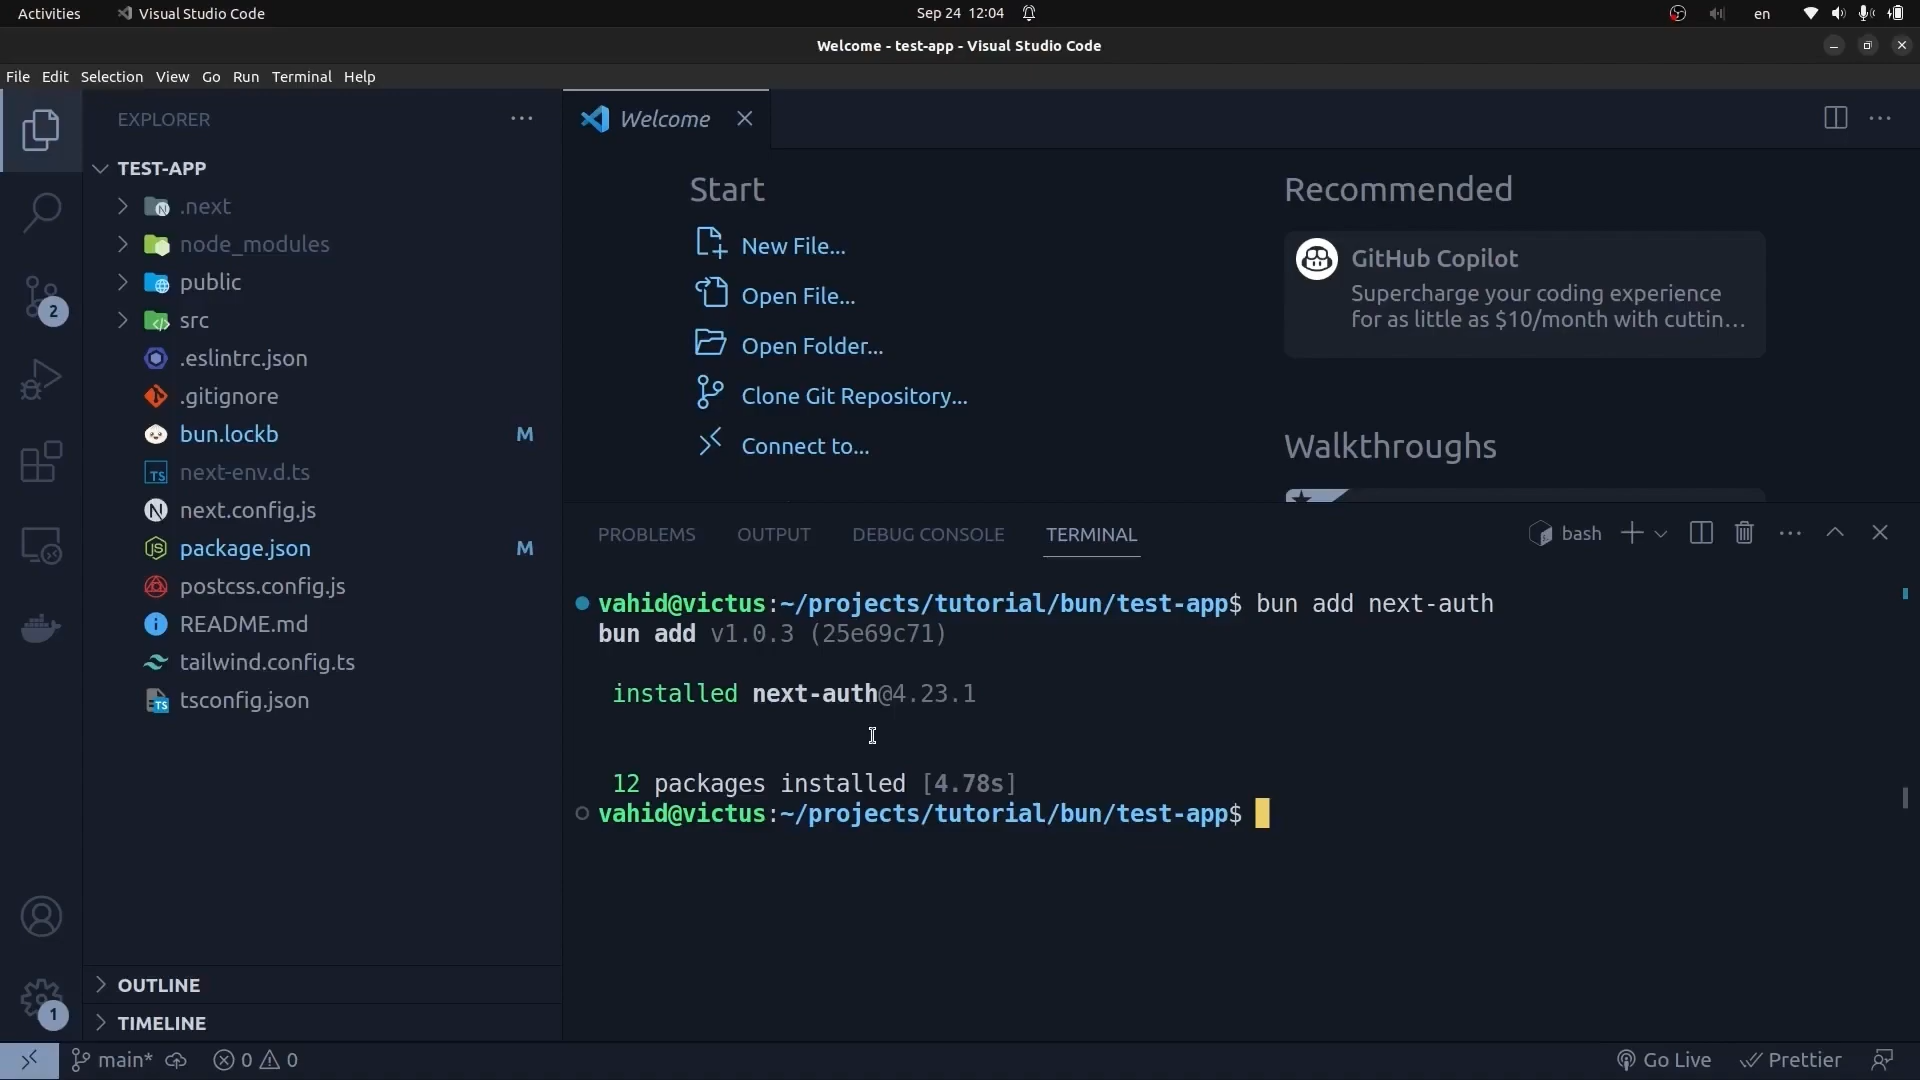 Activities
Visual Studio Code
Sep 24 12:04
en
Welcome - test-app - Visual Studio Code
File Edit Selection View Go Run Terminal Help
EXPLORER
TEST-APP
.next
node_modules
public
src
.eslintrc.json
.gitignore
bun.lockb M
next-env.d.ts
next.config.js
package.json M
postcss.config.js
README.md
tailwind.config.ts
tsconfig.json
OUTLINE
TIMELINE
2
1
Welcome
Start
New File...
Open File...
Open Folder...
Clone Git Repository...
Connect to...
Recommended
GitHub Copilot
Supercharge your coding experience
for as little as $10/month with cuttin...
Walkthroughs
PROBLEMS OUTPUT DEBUG CONSOLE TERMINAL
bash
vahid@victus:~/projects/tutorial/bun/test-app$ bun add next-auth
bun add v1.0.3 (25e69c71)
installed next-auth@4.23.1
12 packages installed [4.78s]
vahid@victus:~/projects/tutorial/bun/test-app$
main* 0 0
Go Live Prettier